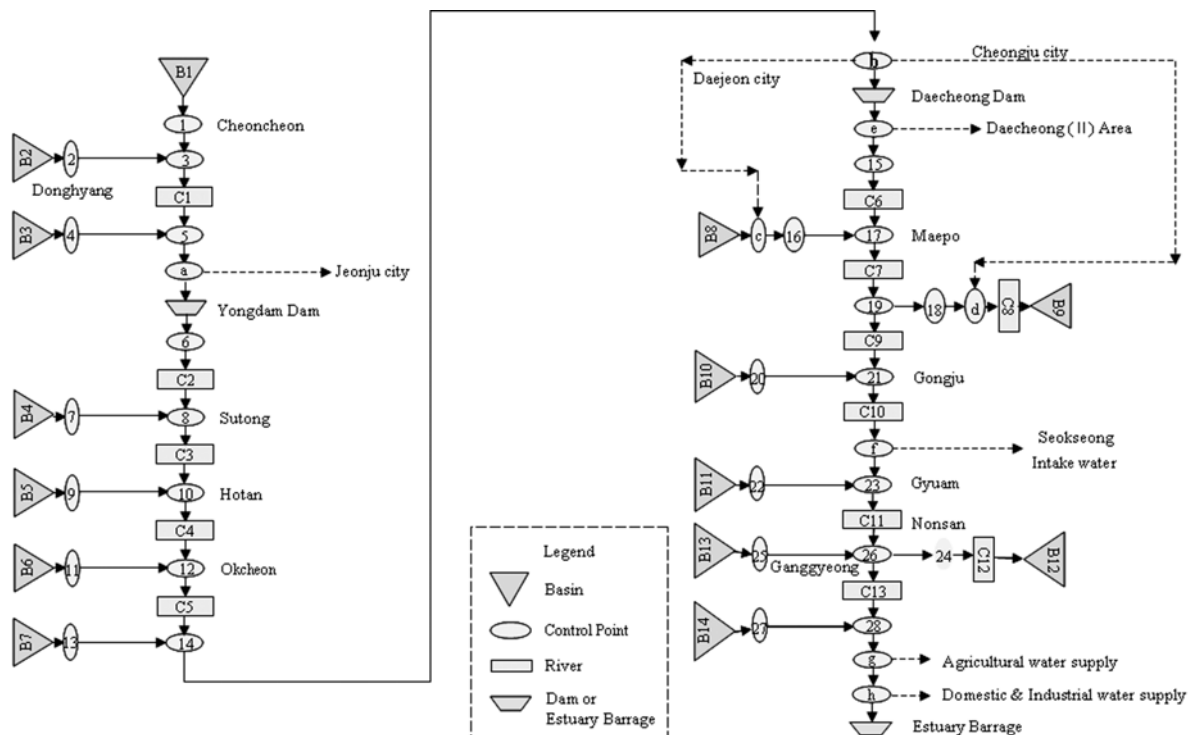 B1
1
Cheoncheon
B2
2
3
Donghyang
C1
B3
4
5
a
Jeonju city
Yongdam Dam
6
C2
B4
7
8
Sutong
C3
B5
9
10
Hotan
C4
B6
11
12
Okcheon
C5
B7
13
14
Legend
Basin
Control Point
River
Dam or
Estuary Barrage
b
Cheongju city
Daejeon city
Daecheong Dam
e
Daecheong (II) Area
15
C6
B8
c
16
17
Maepo
C7
19
18
d
C8
B9
C9
B10
20
21
Gongju
C10
f
Seokseong
Intake water
B11
22
23
Gyuam
C11
Nonsan
B13
25
26
24
C12
B12
Ganggyeong
C13
B14
27
28
g
Agricultural water supply
h
Domestic & Industrial water supply
Estuary Barrage